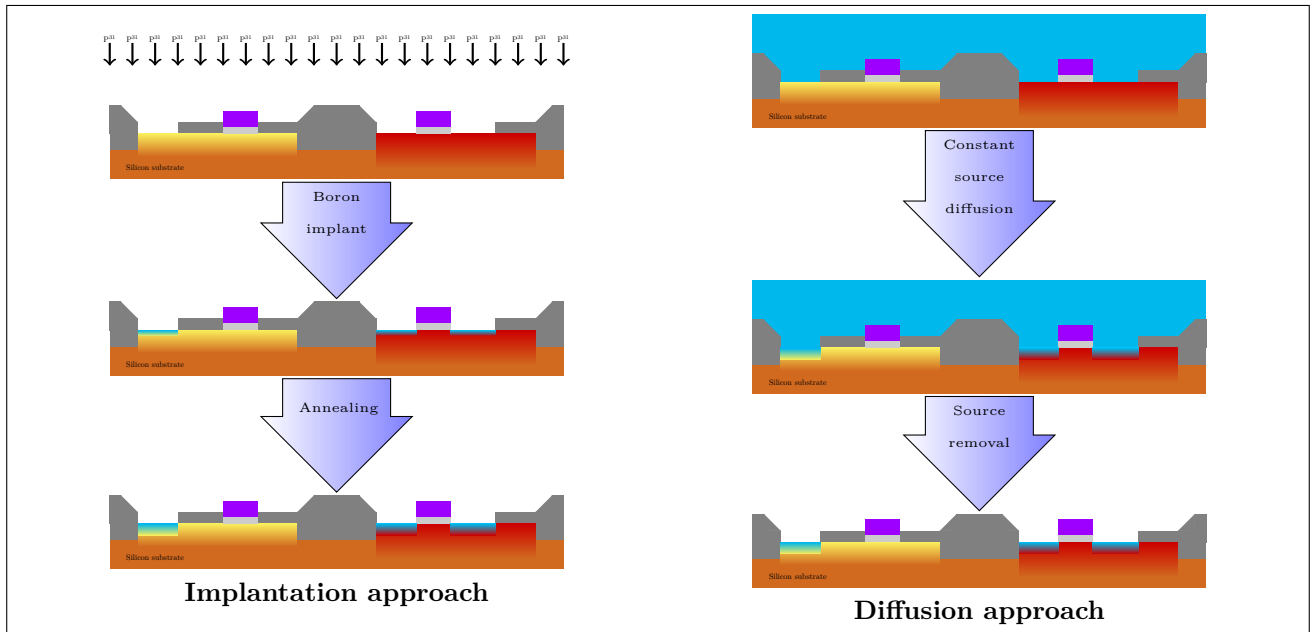 P³¹ P³¹ P³¹ P³¹ P³¹ P³¹ P³¹ P³¹ P³¹ P³¹ P³¹ P³¹ P³¹ P³¹ P³¹ P³¹ P³¹ P³¹ P³¹ P³¹ P³¹
Silicon substrate
Boron
implant
Silicon substrate
Annealing
Silicon substrate
Implantation approach
Silicon substrate
Constant
source
diffusion
Silicon substrate
Source
removal
Silicon substrate
Diffusion approach